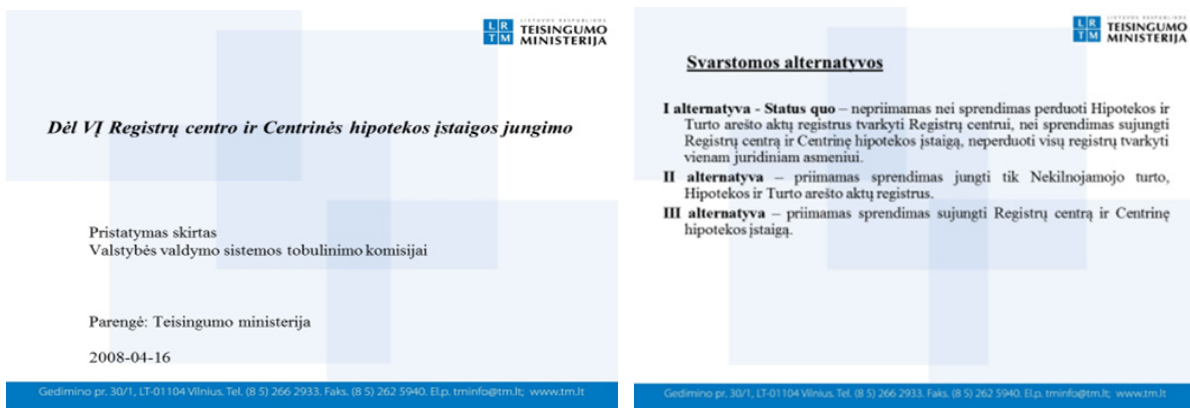 LIETUVOS RESPUBLIKOS
LR TEISINGUMO
TM MINISTERIJA
Dėl VĮ Registrų centro ir Centrinės hipotekos įstaigos jungimo
Pristatymas skirtas
Valstybės valdymo sistemos tobulinimo komisijai
Parengė: Teisingumo ministerija
2008-04-16
Gedimino pr. 30/1, LT-01104 Vilnius. Tel. (8 5) 266 2933. Faks. (8 5) 262 5940. El.p. tminfo@tm.lt; www.tm.lt
LIETUVOS RESPUBLIKOS
LR TEISINGUMO
TM MINISTERIJA
Svarstomos alternatyvos
I alternatyva - Status quo – nepriimamas nei sprendimas perduoti Hipotekos ir
Turto arešto aktų registrus tvarkyti Registrų centrui, nei sprendimas sujungti
Registrų centrą ir Centrinę hipotekos įstaigą, neperduoti visų registrų tvarkyti
vienam juridiniam asmeniui.
II alternatyva – priimamas sprendimas jungti tik Nekilnojamojo turto,
Hipotekos ir Turto arešto aktų registrus.
III alternatyva – priimamas sprendimas sujungti Registrų centrą ir Centrinę
hipotekos įstaigą.
Gedimino pr. 30/1, LT-01104 Vilnius. Tel. (8 5) 266 2933. Faks. (8 5) 262 5940. El.p. tminfo@tm.lt; www.tm.lt